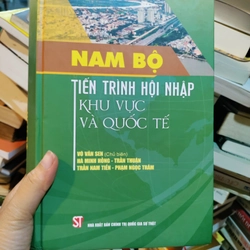 NAM BỘ
TIẾN TRÌNH HỘI NHẬP
KHU VỰC
VÀ QUỐC TẾ
VÕ VĂN SEN (Chủ biên)
HÀ MINH HỒNG - TRẦN THUẬN
TRẦN NAM TIẾN - PHẠM NGỌC TRÂM
ST
NHÀ XUẤT BẢN CHÍNH TRỊ QUỐC GIA SỰ THẬT